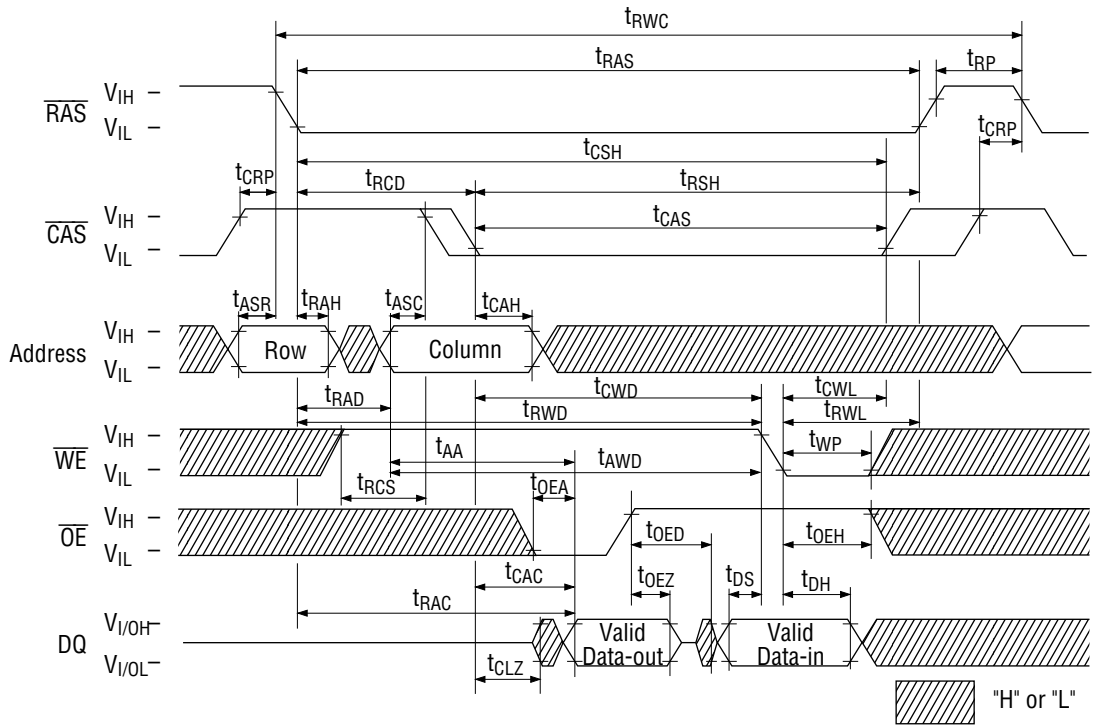 tRWC
tRAS
tRP
RAS
VIH
VIL
tCRP
tCSH
tCRP
tRCD
tRSH
CAS
VIH
VIL
tCAS
tASR
tRAH
tASC
tCAH
Address
VIH
VIL
Row
Column
tRAD
tCWD
tCWL
tRWD
tRWL
WE
VIH
VIL
tAA
tAWD
tWP
tRCS
tOEA
OE
VIH
VIL
tOED
tOEH
tCAC
tOEZ
tDS
tDH
tRAC
DQ
VI/OH
VI/OL
Valid
Data-out
Valid
Data-in
tCLZ
"H" or "L"